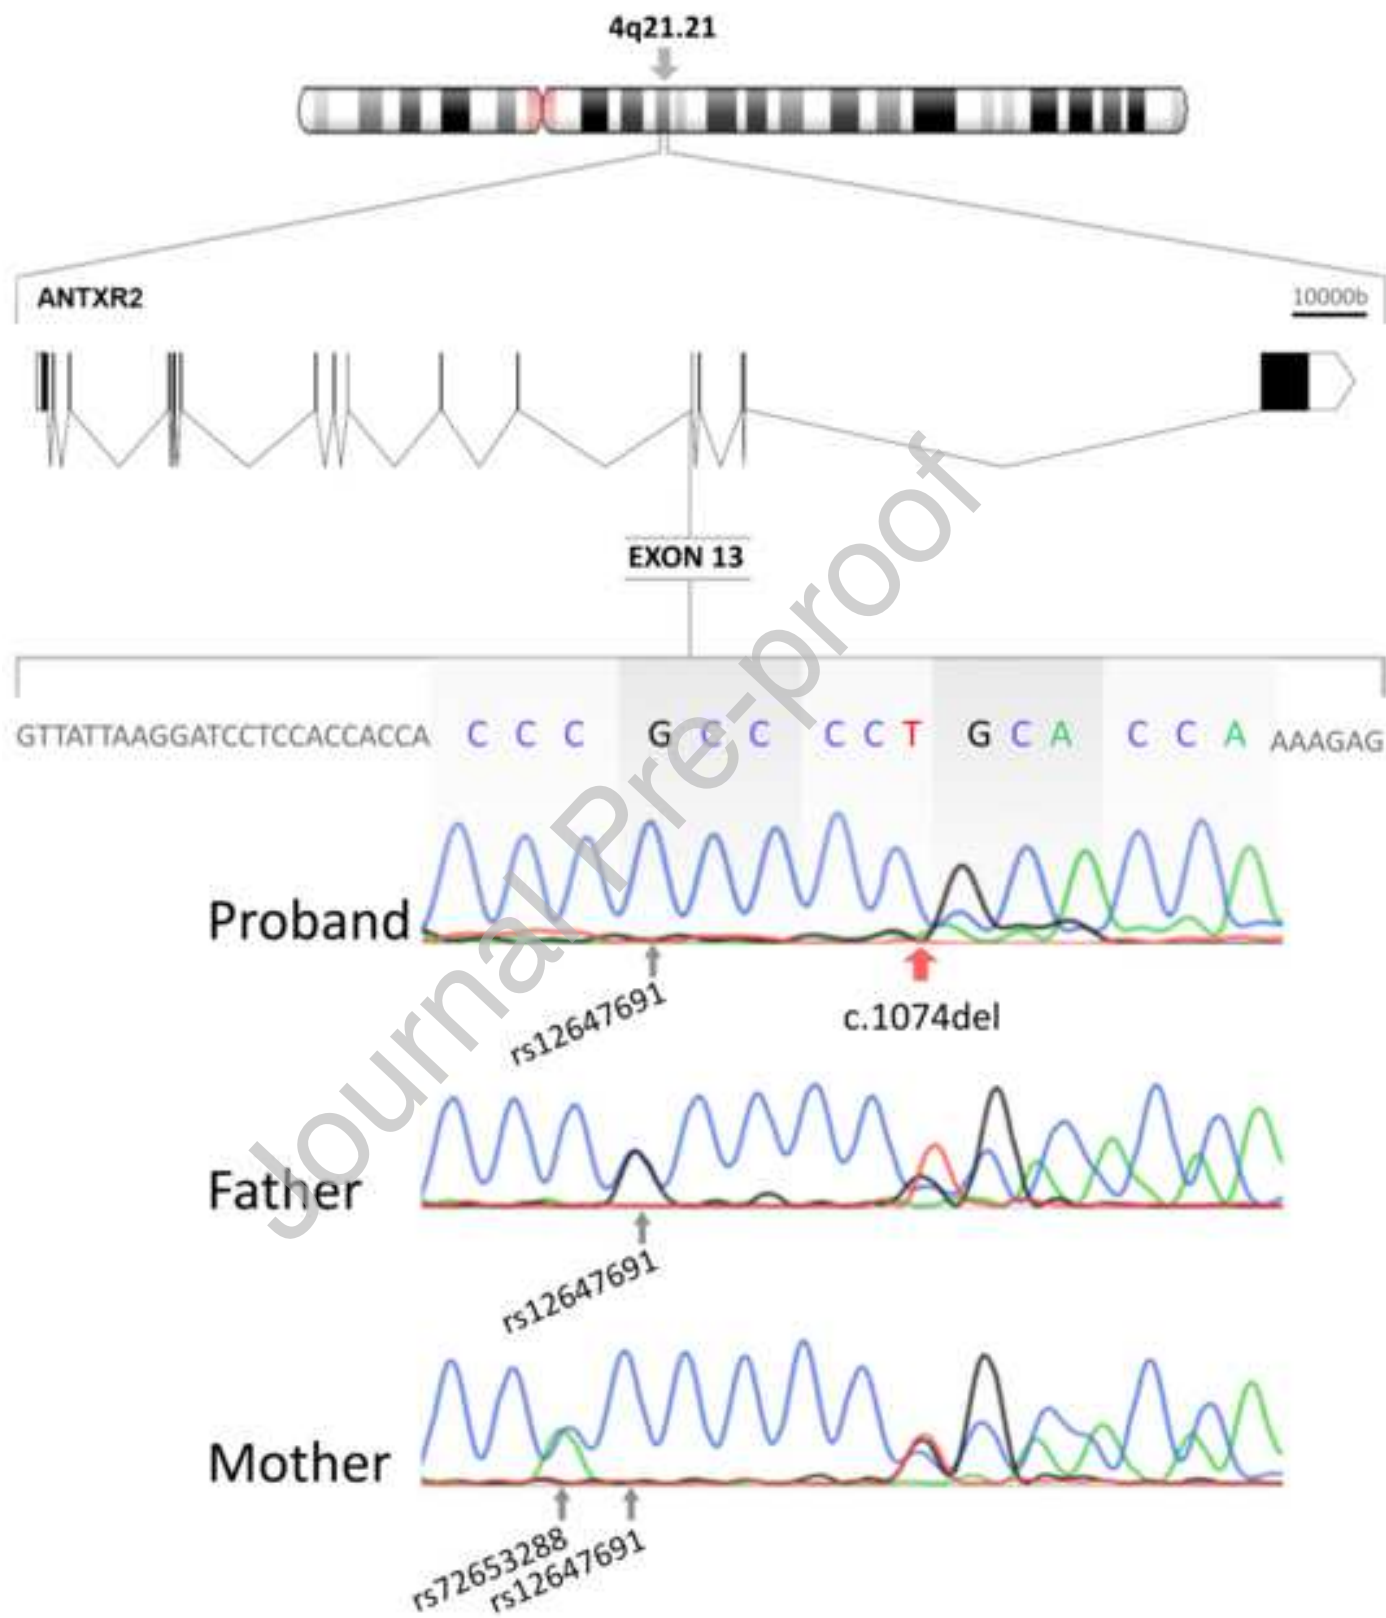 4q21.21
ANTXR2
10000b
EXON 13
GTTATTAAGGATCCTCCACCACCA C C C G C C C C T G C A C C A AAAGAG
Proband
rs12647691
c.1074del
Father
rs12647691
Mother
rs72653288
rs12647691
Journal Pre-proof